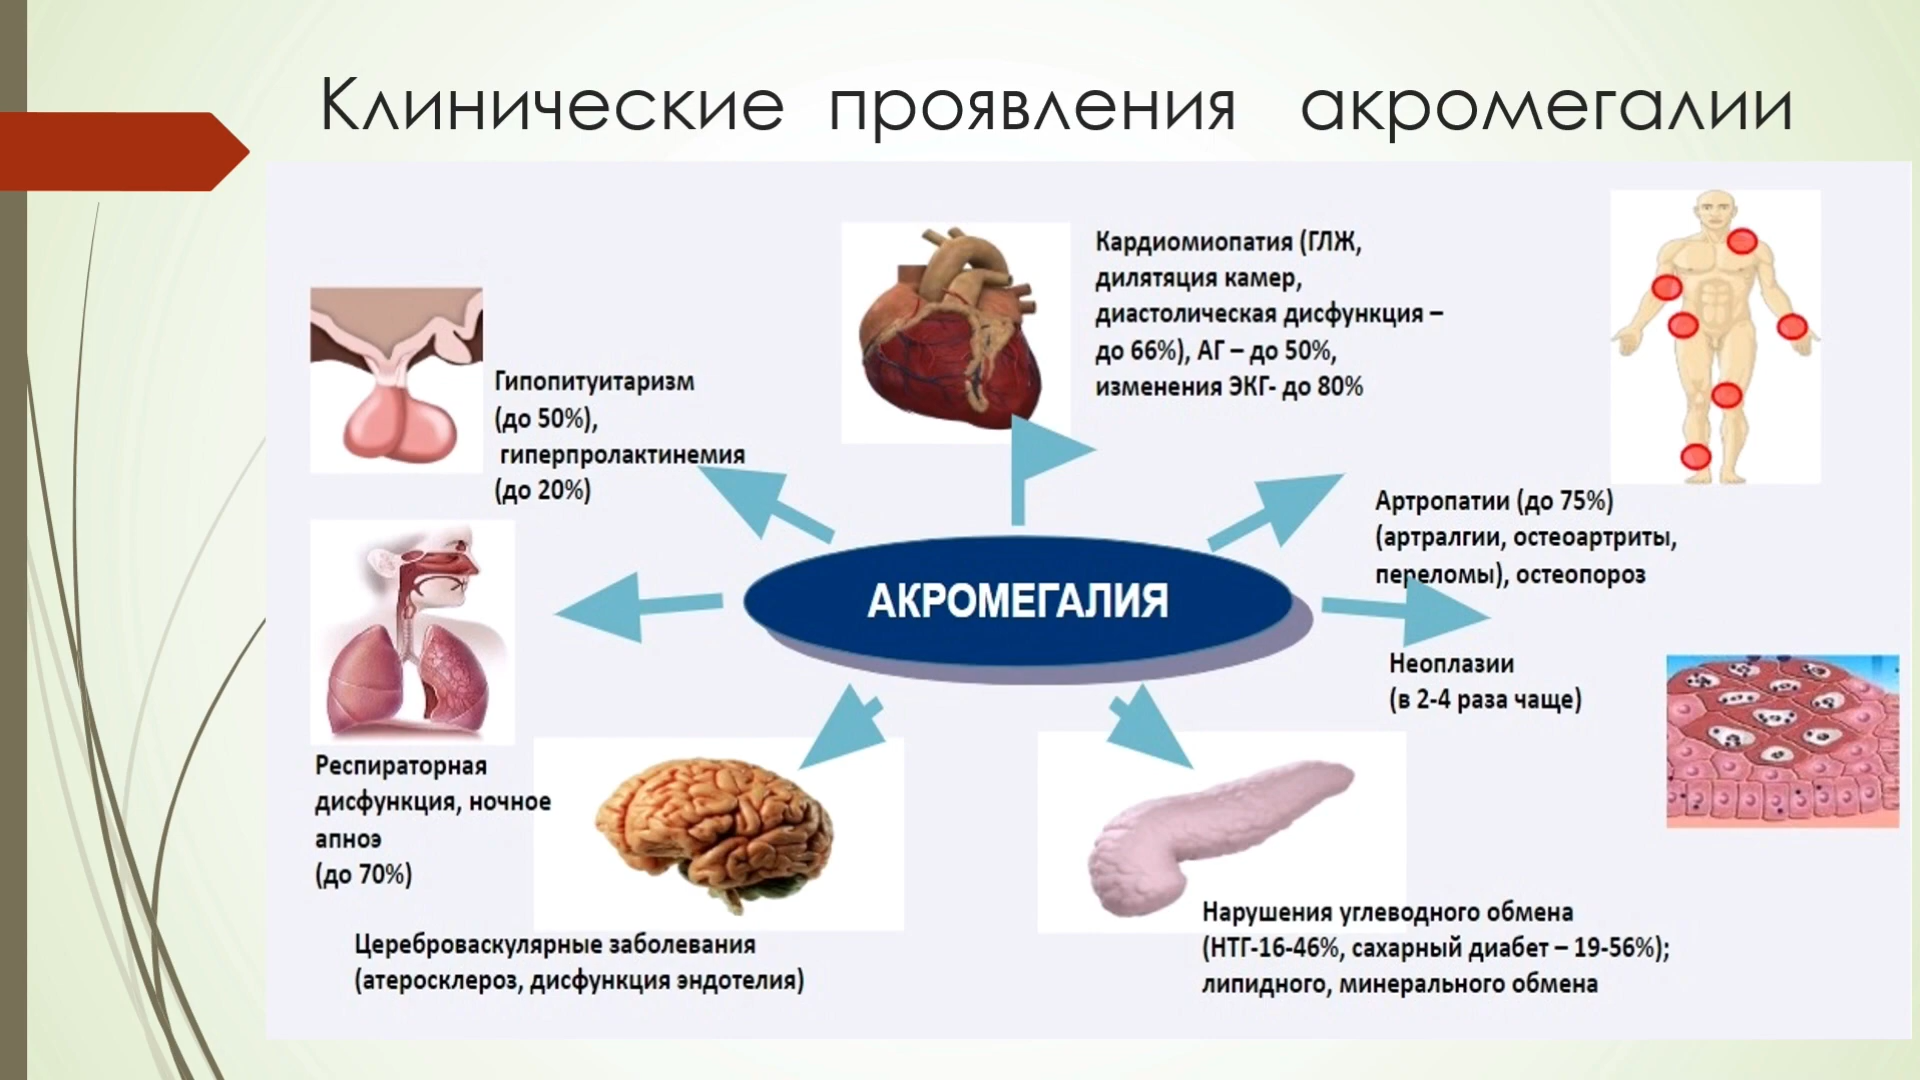 Клинические проявления акромегалии
Кардиомиопатия (ГЛЖ,
дилятация камер,
диастолическая дисфункция –
до 66%), АГ – до 50%,
изменения ЭКГ- до 80%
Гипопитуитаризм
(до 50%),
гиперпролактинемия
(до 20%)
Артропатии (до 75%)
(артралгии, остеоартриты,
переломы), остеопороз
АКРОМЕГАЛИЯ
Неоплазии
(в 2-4 раза чаще)
Респираторная
дисфункция, ночное
апноэ
(до 70%)
Цереброваскулярные заболевания
(атеросклероз, дисфункция эндотелия)
Нарушения углеводного обмена
(НТГ-16-46%, сахарный диабет – 19-56%);
липидного, минерального обмена